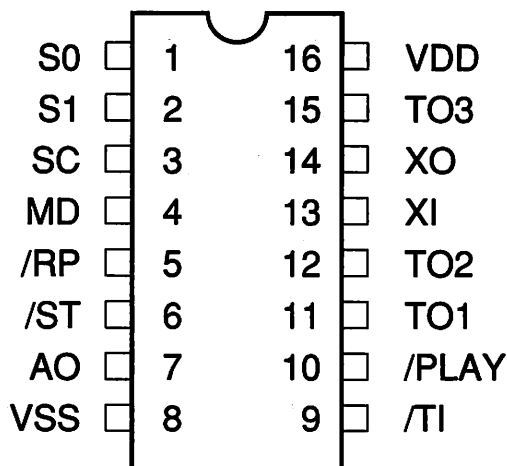 S0 1 16 VDD
S1 2 15 TO3
SC 3 14 XO
MD 4 13 XI
/RP 5 12 TO2
/ST 6 11 TO1
AO 7 10 /PLAY
VSS 8 9 /TI